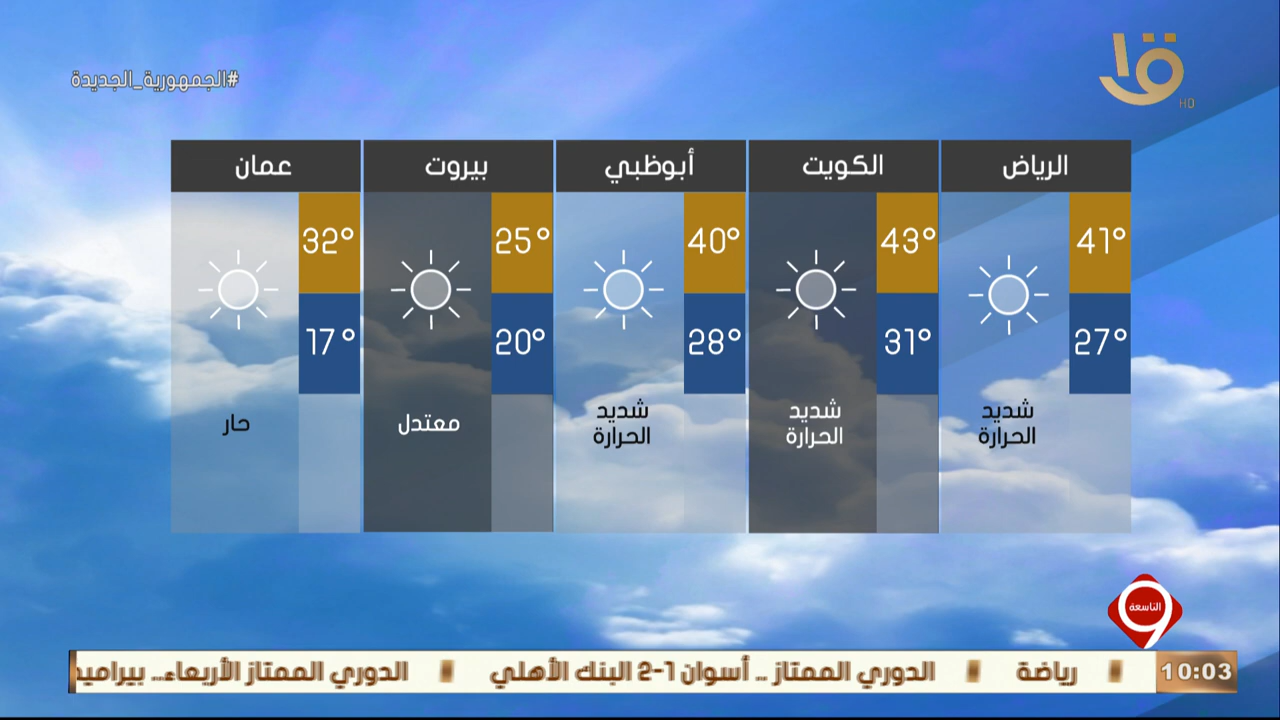 #الجمهورية_الجديدة
HD
الرياض
41°
27°
شديد
الحرارة
الكويت
43°
31°
شديد
الحرارة
أبوظبي
40°
28°
شديد
الحرارة
بيروت
25°
20°
معتدل
عمان
32°
17°
حار
التاسعة
9
10:03
رياضة
الدوري الممتاز .. أسوان 1-2 البنك الأهلي
الدوري الممتاز الأربعاء... بيراميد